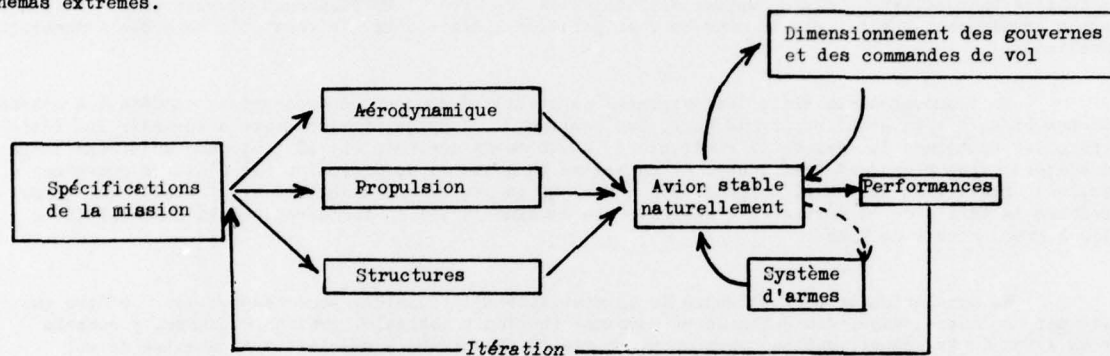 hémas extrêmes.
Dimensionnement des gouvernes
et des commandes de vol
Aérodynamique
Spécifications
de la mission
Propulsion
Avion stable
naturellement
Performances
Structures
Système
d'armes
Itération